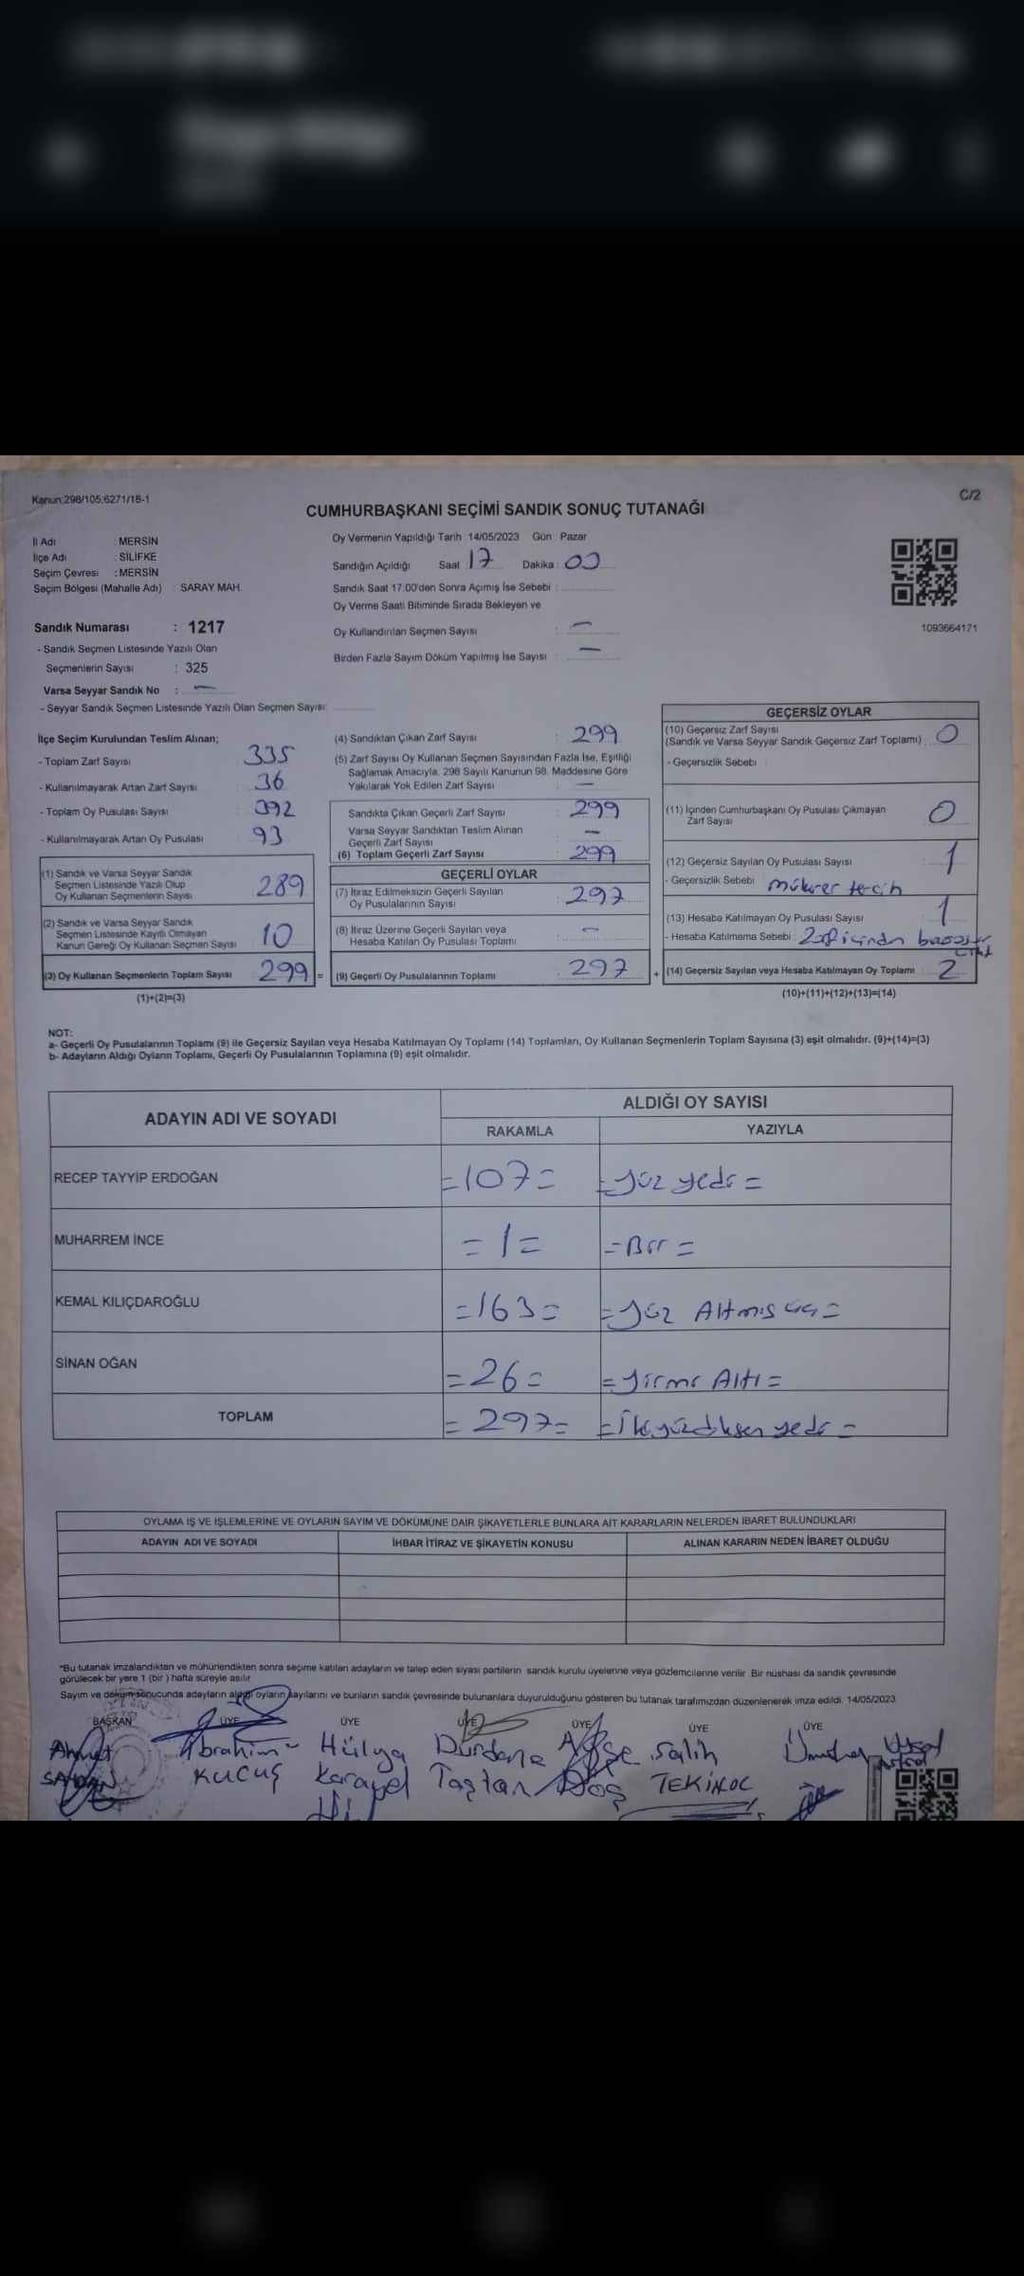 Kanun:298/105;6271/18-1
C/2
CUMHURBAŞKANI SEÇİMİ SANDIK SONUÇ TUTANAĞI
İl Adı : MERSİN
İlçe Adı : SİLİFKE
Seçim Çevresi : MERSİN
Seçim Bölgesi (Mahalle Adı) : SARAY MAH.
Oy Vermenin Yapıldığı Tarih :14/05/2023 Gün : Pazar
Sandığın Açıldığı Saat : 17 Dakika : 00
Sandık Saat 17:00'den Sonra Açımış İse Sebebi :
Oy Verme Saati Bitiminde Sırada Bekleyen ve
Oy Kullandırılan Seçmen Sayısı : —
Birden Fazla Sayım Döküm Yapılmış İse Sayısı : —
1093664171
Sandık Numarası : 1217
- Sandık Seçmen Listesinde Yazılı Olan
Seçmenlerin Sayısı : 325
Varsa Seyyar Sandık No : —
- Seyyar Sandık Seçmen Listesinde Yazılı Olan Seçmen Sayısı
İlçe Seçim Kurulundan Teslim Alınan;
- Toplam Zarf Sayısı : 335
- Kullanılmayarak Artan Zarf Sayısı : 36
- Toplam Oy Pusulası Sayısı : 392
- Kullanılmayarak Artan Oy Pusulası : 93
(1) Sandık ve Varsa Seyyar Sandık
Seçmen Listesinde Yazılı Olup
Oy Kullanan Seçmenlerin Sayısı 289
(2) Sandık ve Varsa Seyyar Sandık
Seçmen Listesinde Kayıtlı Olmayan
Kanun Gereği Oy Kullanan Seçmen Sayısı 10
(3) Oy Kullanan Seçmenlerin Toplam Sayısı 299 =
(1)+(2)=(3)
(4) Sandıktan Çıkan Zarf Sayısı : 299
(5) Zarf Sayısı Oy Kullanan Seçmen Sayısından Fazla İse, Eşitliği
Sağlamak Amacıyla, 298 Sayılı Kanunun 98. Maddesine Göre
Yakılarak Yok Edilen Zarf Sayısı : —
Sandıkta Çıkan Geçerli Zarf Sayısı : 299
Varsa Seyyar Sandıktan Teslim Alınan
Geçerli Zarf Sayısı : —
(6) Toplam Geçerli Zarf Sayısı : 299
GEÇERLİ OYLAR
(7) İtiraz Edilmeksizin Geçerli Sayılan
Oy Pusulalarının Sayısı : 297
(8) İtiraz Üzerine Geçerli Sayılan veya
Hesaba Katılan Oy Pusulası Toplamı : —
(9) Geçerli Oy Pusulalarının Toplamı : 297 +
GEÇERSİZ OYLAR
(10) Geçersiz Zarf Sayısı
(Sandık ve Varsa Seyyar Sandık Geçersiz Zarf Toplamı) : 0
- Geçersizlik Sebebi :
(11) İçinden Cumhurbaşkanı Oy Pusulası Çıkmayan
Zarf Sayısı : 0
(12) Geçersiz Sayılan Oy Pusulası Sayısı : 1
- Geçersizlik Sebebi : mükrer tercih
(13) Hesaba Katılmayan Oy Pusulası Sayısı : 1
- Hesaba Katılmama Sebebi : Zarf içinden
(14) Geçersiz Sayılan veya Hesaba Katılmayan Oy Toplamı : 2
(10)+(11)+(12)+(13)=(14)
NOT:
a- Geçerli Oy Pusulalarının Toplamı (9) ile Geçersiz Sayılan veya Hesaba Katılmayan Oy Toplamı (14) Toplamları, Oy Kullanan Seçmenlerin Toplam Sayısına (3) eşit olmalıdır. (9)+(14)=(3)
b- Adayların Aldığı Oyların Toplamı, Geçerli Oy Pusulalarının Toplamına (9) eşit olmalıdır.
ADAYIN ADI VE SOYADI
ALDIĞI OY SAYISI
RAKAMLA YAZIYLA
RECEP TAYYİP ERDOĞAN =107= =Yüz yedi=
MUHARREM İNCE =1= =Bir=
KEMAL KILIÇDAROĞLU =163= =Yüz Altmış üç=
SİNAN OĞAN =26= =Yirmi Altı=
TOPLAM =297= =İkiyüzdoksan yedi=
OYLAMA İŞ VE İŞLEMLERİNE VE OYLARIN SAYIM VE DÖKÜMÜNE DAİR ŞİKAYETLERLE BUNLARA AİT KARARLARIN NELERDEN İBARET BULUNDUKLARI
ADAYIN ADI VE SOYADI İHBAR İTİRAZ VE ŞİKAYETİN KONUSU ALINAN KARARIN NEDEN İBARET OLDUĞU
*Bu tutanak imzalandıktan ve mühürlendikten sonra seçime katılan adayların ve talep eden siyasi partilerin sandık kurulu üyelerine veya gözlemcilerine verilir. Bir nüshası da sandık çevresinde
görülecek bir yere 1 (bir) hafta süreyle asılır.
Sayım ve döküm sonucunda adayların aldığı oyların sayılarını ve bunların sandık çevresinde bulunanlara duyurulduğunu gösteren bu tutanak tarafımızdan düzenlenerek imza edildi. 14/05/2023
BAŞKAN ÜYE ÜYE ÜYE ÜYE ÜYE ÜYE
Ahmet İbrahim Hülya Durdane Ayşe Salih
KUCUŞ Karayel Taştan TEKİNOL